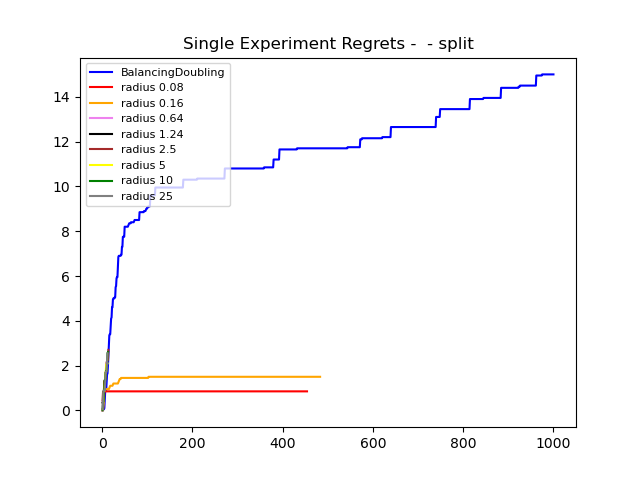 Single Experiment Regrets -  - split
BalancingDoubling
radius 0.08
radius 0.16
radius 0.64
radius 1.24
radius 2.5
radius 5
radius 10
radius 25
14
12
10
8
6
4
2
0
0 200 400 600 800 1000